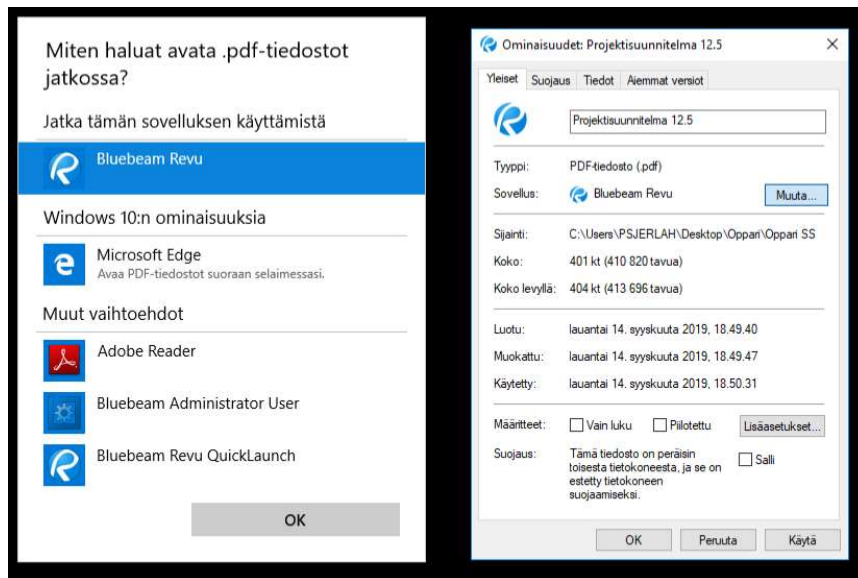 Miten haluat avata .pdf-tiedostot
jatkossa?
Jatka tämän sovelluksen käyttämistä
Bluebeam Revu
Windows 10:n ominaisuuksia
Microsoft Edge
Avaa PDF-tiedostot suoraan selaimessasi.
Muut vaihtoehdot
Adobe Reader
Bluebeam Administrator User
Bluebeam Revu QuickLaunch
OK
Ominaisuudet: Projektisuunnitelma 12.5
Yleiset Suojaus Tiedot Aiemmat versiot
Projektisuunnitelma 12.5
Tyyppi: PDF-tiedosto (.pdf)
Sovellus: Bluebeam Revu Muuta...
Sijainti: C:\Users\PSJERLAH\Desktop\Oppari\Oppari SS
Koko: 401 kt (410 820 tavua)
Koko levyllä: 404 kt (413 696 tavua)
Luotu: lauantai 14. syyskuuta 2019, 18.49.40
Muokattu: lauantai 14. syyskuuta 2019, 18.49.47
Käytetty: lauantai 14. syyskuuta 2019, 18.50.31
Määritteet: Vain luku Piilotettu Lisäasetukset...
Suojaus: Tämä tiedosto on peräisin
toisesta tietokoneesta, ja se on
estetty tietokoneen
suojaamiseksi.
Salli
OK Peruuta Käytä